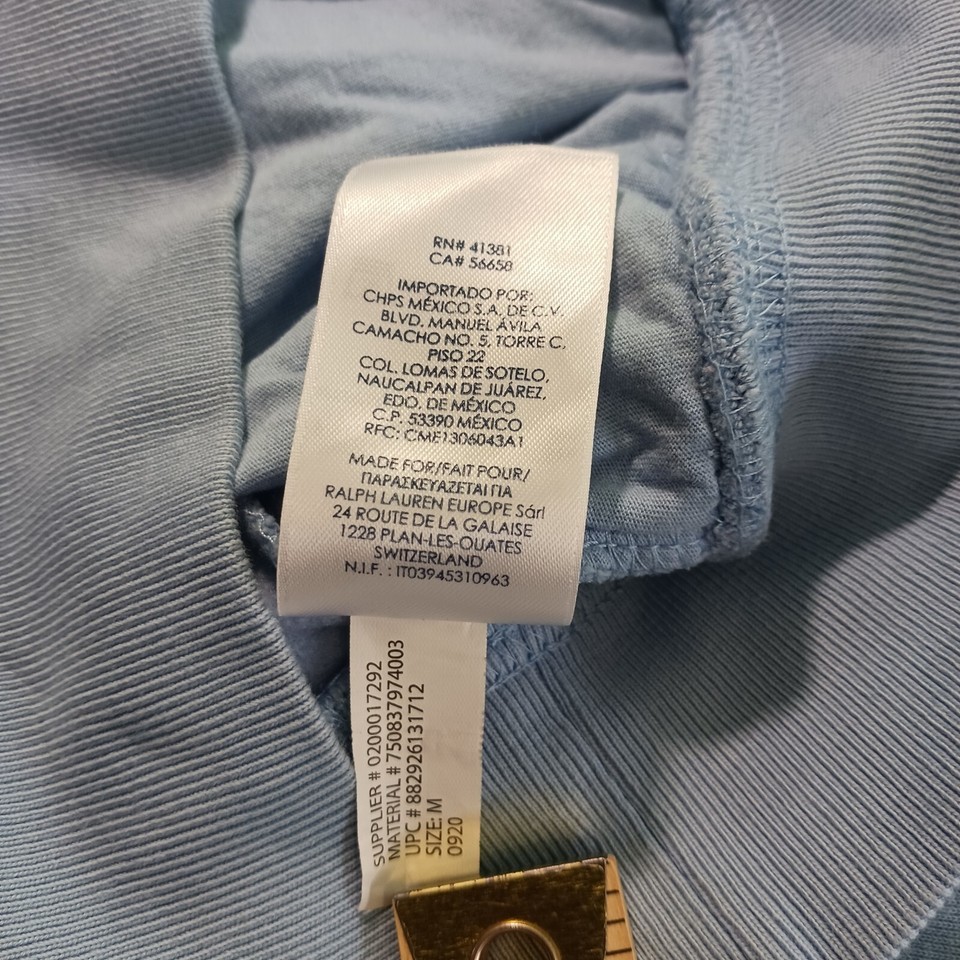 RN# 41381
CA# 56658
IMPORTADO POR:
CHPS MÉXICO S.A. DE C.V.
BLVD. MANUEL ÁVILA
CAMACHO NO. 5, TORRE C,
PISO 22
COL. LOMAS DE SOTELO,
NAUCALPAN DE JUÁREZ,
EDO. DE MÉXICO
C.P. 53390 MÉXICO
RFC: CME1306043A1
MADE FOR/FAIT POUR/
ΠΑΡΑΣΚΕΥΑΖΕΤΑΙ ΓΙΑ
RALPH LAUREN EUROPE Sárl
24 ROUTE DE LA GALAISE
1228 PLAN-LES-OUATES
SWITZERLAND
N.I.F. : IT03945310963
SUPPLIER # 0200017292
MATERIAL # 750837974003
UPC # 882926131712
SIZE: M
0920